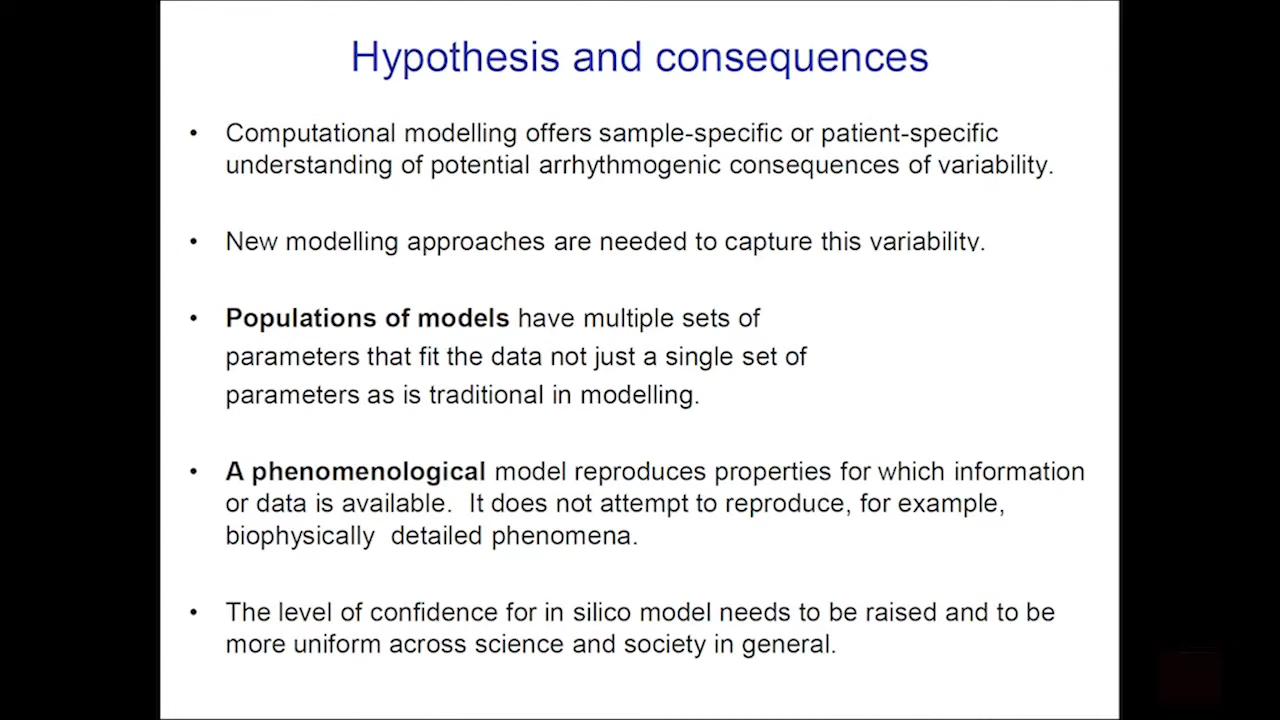 Hypothesis and consequences
• Computational modelling offers sample-specific or patient-specific
understanding of potential arrhythmogenic consequences of variability.
• New modelling approaches are needed to capture this variability.
• Populations of models have multiple sets of
parameters that fit the data not just a single set of
parameters as is traditional in modelling.
• A phenomenological model reproduces properties for which information
or data is available. It does not attempt to reproduce, for example,
biophysically detailed phenomena.
• The level of confidence for in silico model needs to be raised and to be
more uniform across science and society in general.